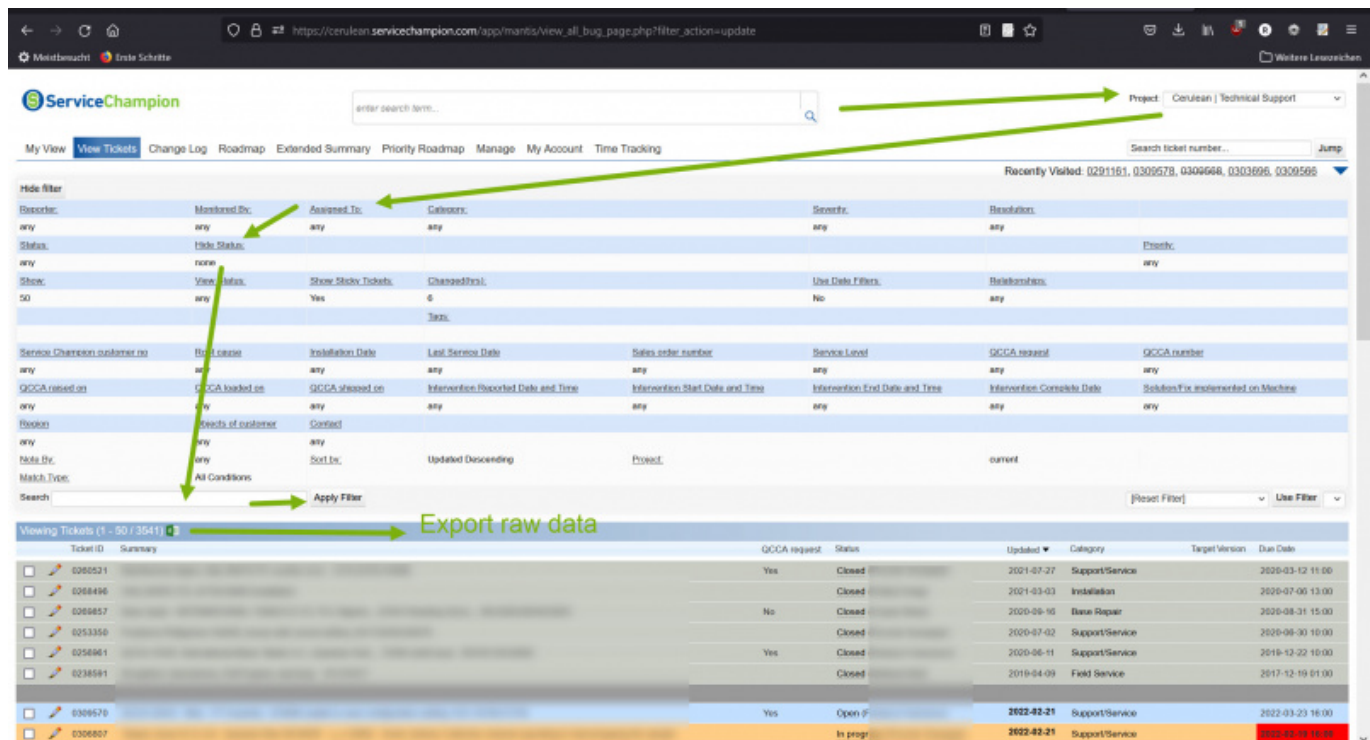 https://cerulean.servicechampion.com/app/mantis/view_all_bug_page.php?filter_action=update
Meistbesucht Erste Schritte
Weitere Lesezeichen
ServiceChampion
enter search term...
Project: Cerulean | Technical Support
My View View Tickets Change Log Roadmap Extended Summary Priority Roadmap Manage My Account Time Tracking
Search ticket number... Jump
Recently Visited: 0291161, 0309578, 0309568, 0303696, 0309566
Hide filter
Reporter: Monitored By: Assigned To: Category: Severity: Resolution:
any any any any any any
Status: Hide Status: Priority:
any none any
Show: View Status: Show Sticky Tickets: Changed(hrs): Use Date Filters: Relationships:
50 any Yes 6 No any
Tags:
Service Champion customer no Root cause Installation Date Last Service Date Sales order number Service Level QCCA request QCCA number
any any any any any any any any
QCCA raised on QCCA loaded on QCCA shipped on Intervention Reported Date and Time Intervention Start Date and Time Intervention End Date and Time Intervention Complete Date Solution/Fix implemented on Machine
any any any any any any any any
Region Objects of customer Contact
any any any
Note By: any Sort by: Updated Descending Project: current
Match Type: All Conditions
Search Apply Filter [Reset Filter] Use Filter
Viewing Tickets (1 - 50 / 3541)
Export raw data
Ticket ID Summary QCCA request Status Updated Category Target Version Due Date
0260521 Yes Closed 2021-07-27 Support/Service 2020-03-12 11:00
0268496 Closed 2021-03-03 Installation 2020-07-06 13:00
0269857 No Closed 2020-09-16 Base Repair 2020-08-31 15:00
0253350 Closed 2020-07-02 Support/Service 2020-06-30 10:00
0256961 Yes Closed 2020-06-11 Support/Service 2019-12-22 10:00
0238591 Closed 2019-04-09 Field Service 2017-12-19 01:00
0309570 Yes Open 2022-02-21 Support/Service 2022-03-23 16:00
0306807 In progr 2022-02-21 Support/Service